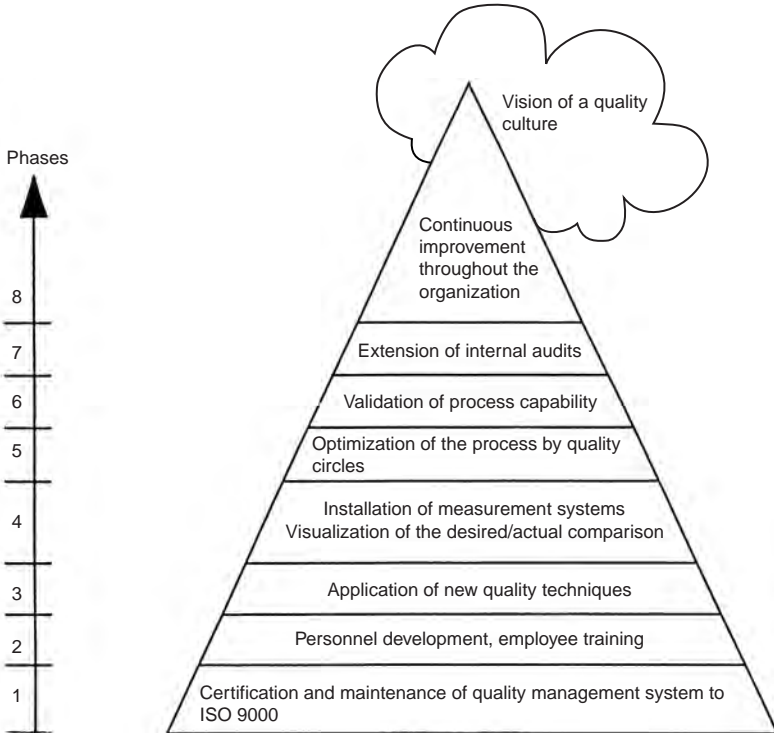 Vision of a quality
culture
Phases
Continuous
improvement
throughout the
organization
8
7
Extension of internal audits
6
Validation of process capability
5
Optimization of the process by quality
circles
4
Installation of measurement systems
Visualization of the desired/actual comparison
3
Application of new quality techniques
2
Personnel development, employee training
1
Certification and maintenance of quality management system to
ISO 9000